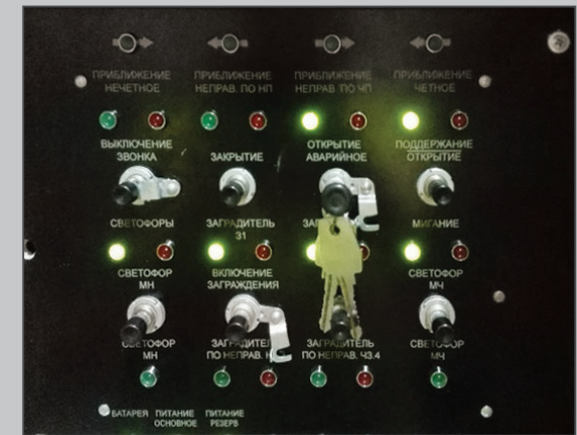 ПРИБЛИЖЕНИЕ НЕЧЕТНОЕ
ПРИБЛИЖЕНИЕ НЕПРАВ. ПО НП
ПРИБЛИЖЕНИЕ НЕПРАВ. ПО ЧП
ПРИБЛИЖЕНИЕ ЧЕТНОЕ
ВЫКЛЮЧЕНИЕ ЗВОНКА
ЗАКРЫТИЕ
ОТКРЫТИЕ АВАРИЙНОЕ
ПОДДЕРЖАНИЕ ОТКРЫТИЕ
СВЕТОФОРЫ
ЗАГРАДИТЕЛЬ 31
МИГАНИЕ
СВЕТОФОР МН
ВКЛЮЧЕНИЕ ЗАГРАЖДЕНИЯ
СВЕТОФОР МЧ
СВЕТОФОР МН
ЗАГРАДИТЕЛЬ ПО НЕПРАВ.
ЗАГРАДИТЕЛЬ ПО НЕПРАВ. Ч3.4
СВЕТОФОР МЧ
БАТАРЕЯ
ПИТАНИЕ ОСНОВНОЕ
ПИТАНИЕ РЕЗЕРВ